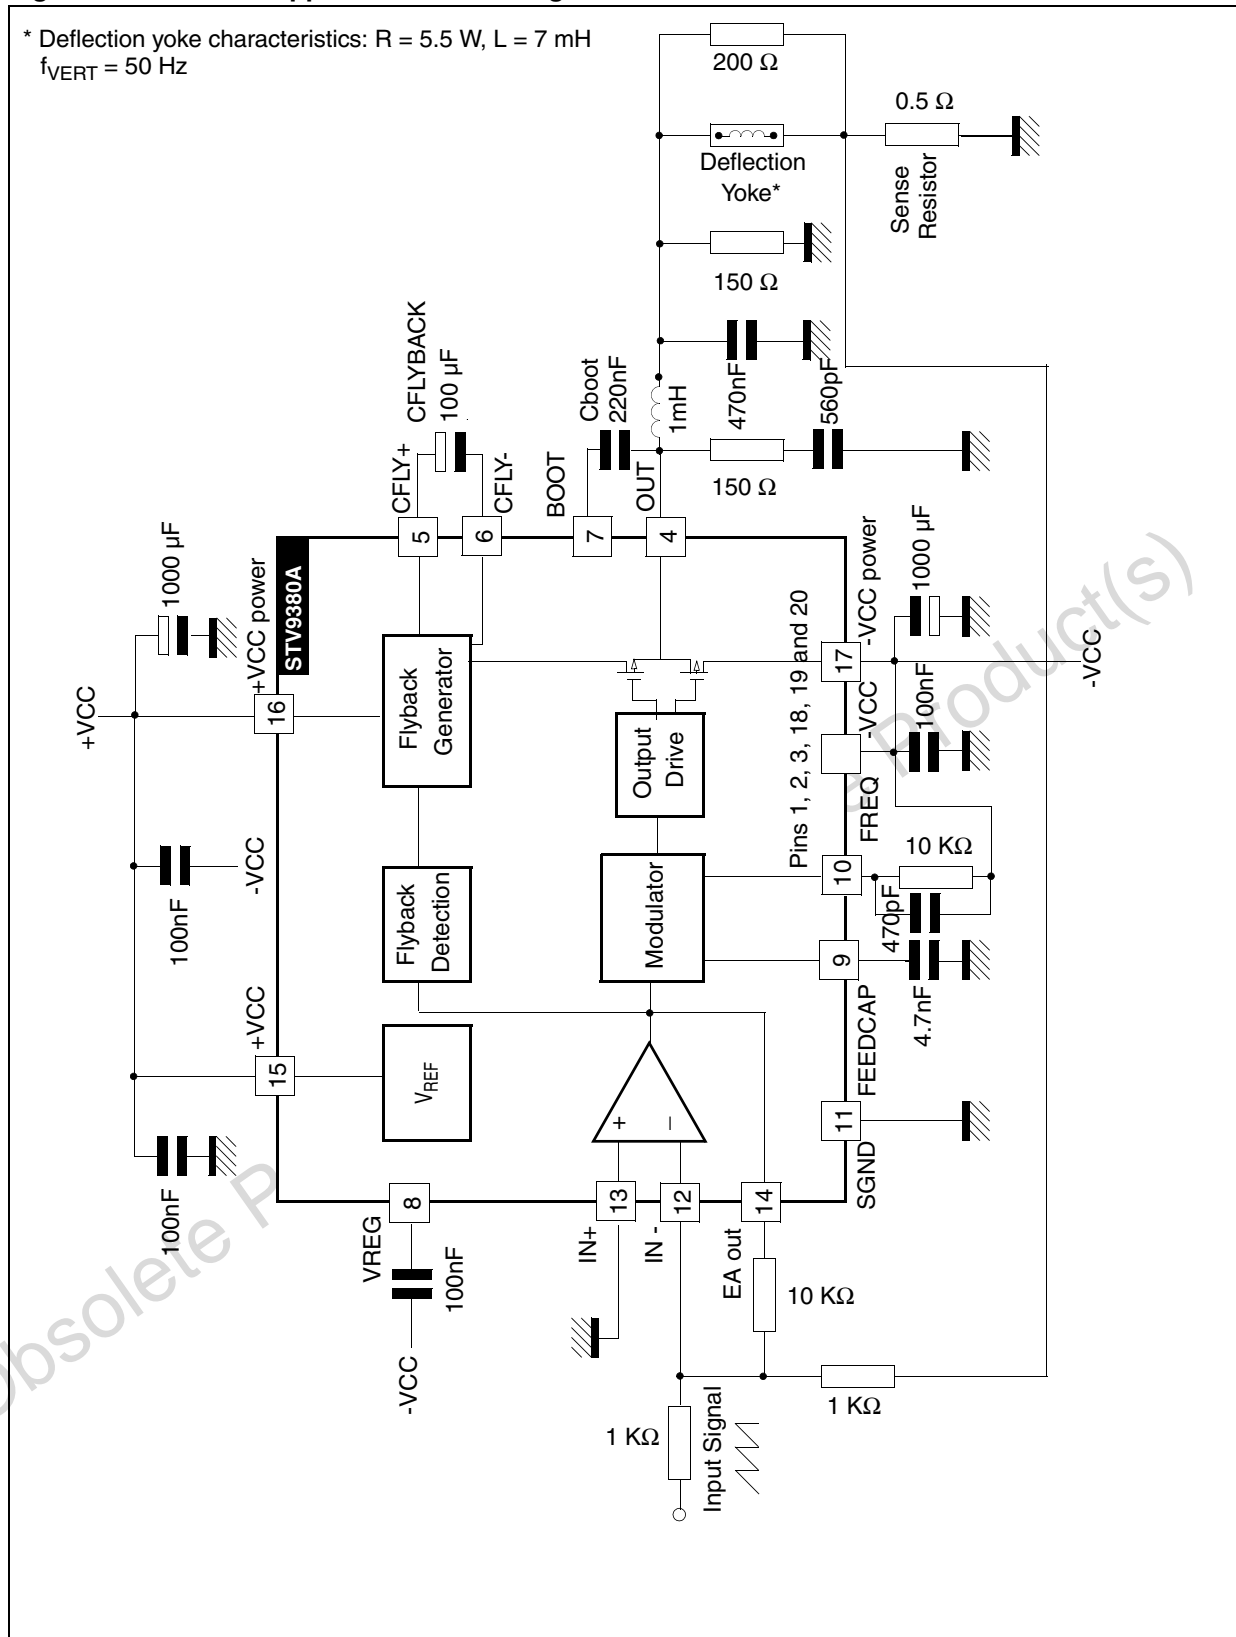 * Deflection yoke characteristics: R = 5.5 W, L = 7 mH
fVERT = 50 Hz
200 Ω
0.5 Ω
Deflection
Yoke*
Sense
Resistor
150 Ω
CFLYBACK
100 µF
Cboot
220nF
1mH
470nF
560pF
150 Ω
CFLY+
CFLY-
BOOT
OUT
5
6
7
4
1000 µF
+VCC power
STV9380A
+VCC
16
Flyback
Generator
Output
Drive
Pins 1, 2, 3, 18, 19 and 20
17
-VCC power
1000 µF
-VCC
100nF
-VCC
FREQ
10
10 KΩ
470pF
100nF
-VCC
Flyback
Detection
Modulator
9
4.7nF
FEEDCAP
+VCC
15
VREF
+
–
11
SGND
100nF
8
VREG
100nF
-VCC
13
IN+
12
IN -
14
EA out
10 KΩ
1 KΩ
1 KΩ
Input Signal
Obsolete P
Product(s)